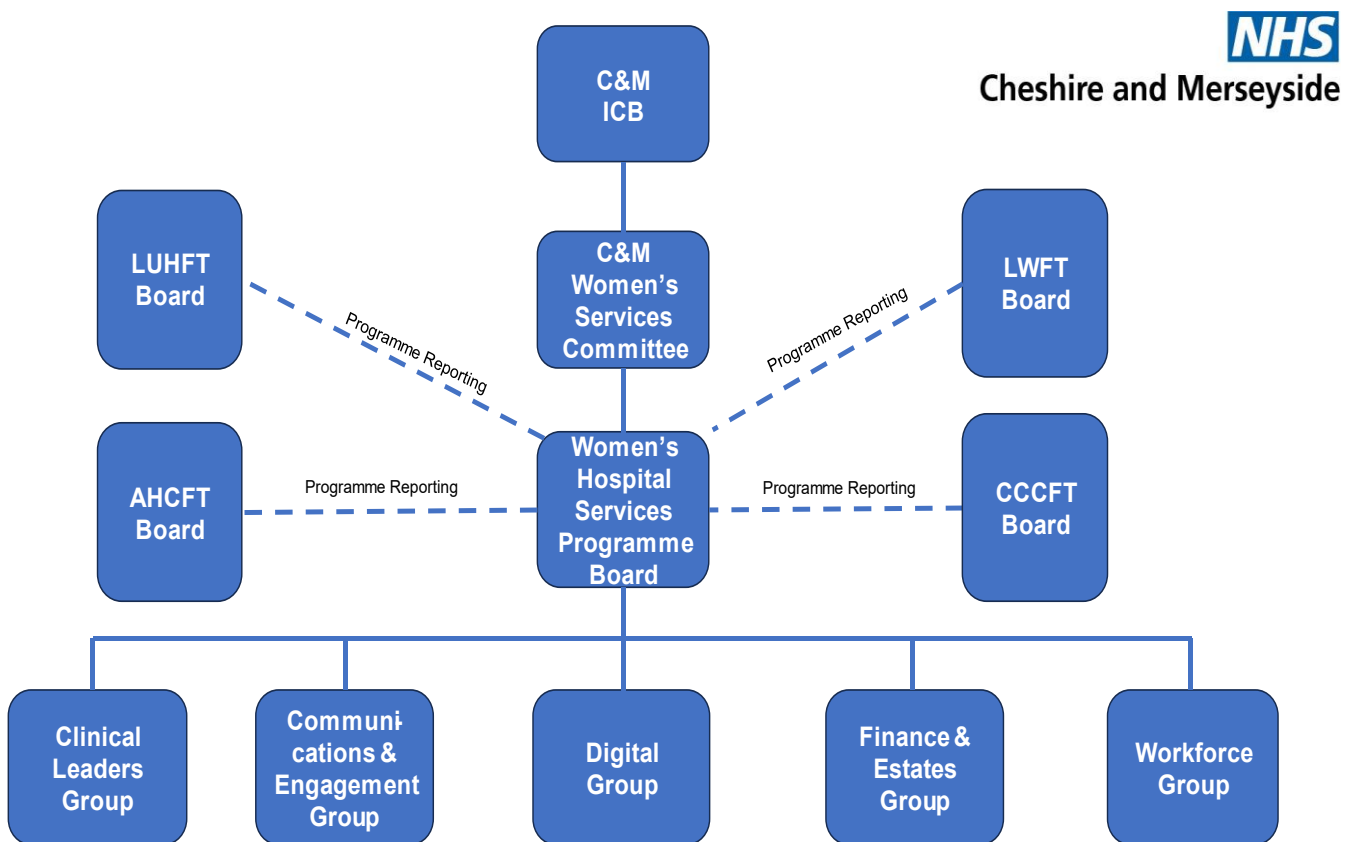 NHS
Cheshire and Merseyside
C&M
ICB
LUHFT
Board
C&M
Women's
Services
Committee
LWFT
Board
Programme Reporting
Programme Reporting
AHCFT
Board
Programme Reporting
Women's
Hospital
Services
Programme
Board
Programme Reporting
CCCFT
Board
Clinical
Leaders
Group
Communi-
cations &
Engagement
Group
Digital
Group
Finance &
Estates
Group
Workforce
Group